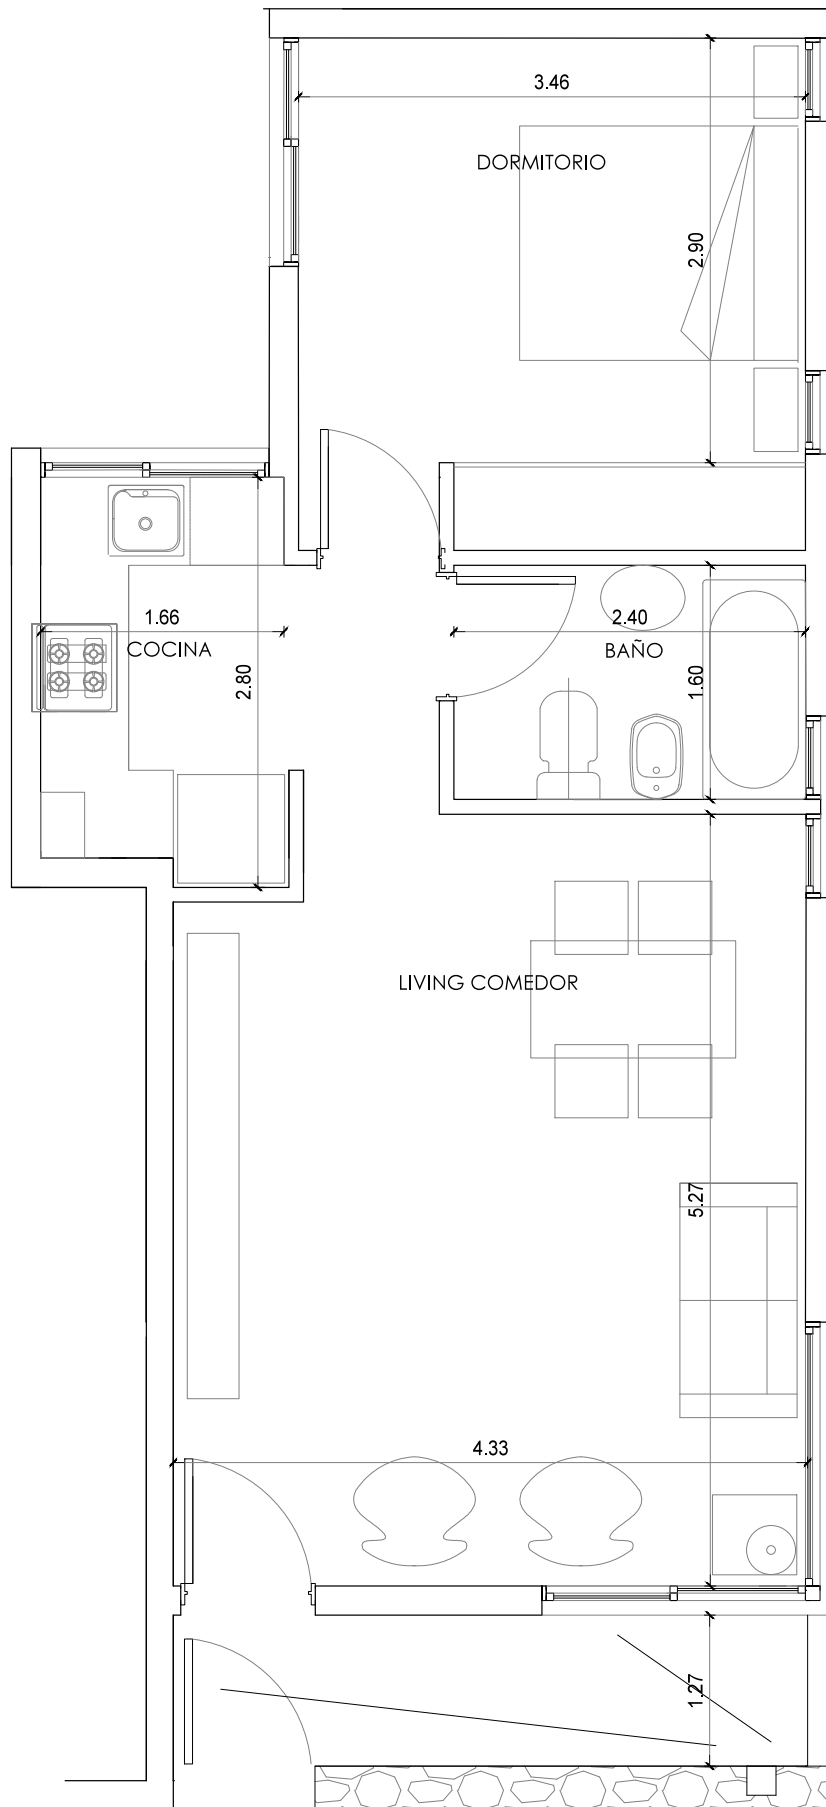 3.46
DORMITORIO
2.90
1.66
COCINA
2.80
2.40
BAÑO
1.60
LIVING COMEDOR
5.27
4.33
1.27